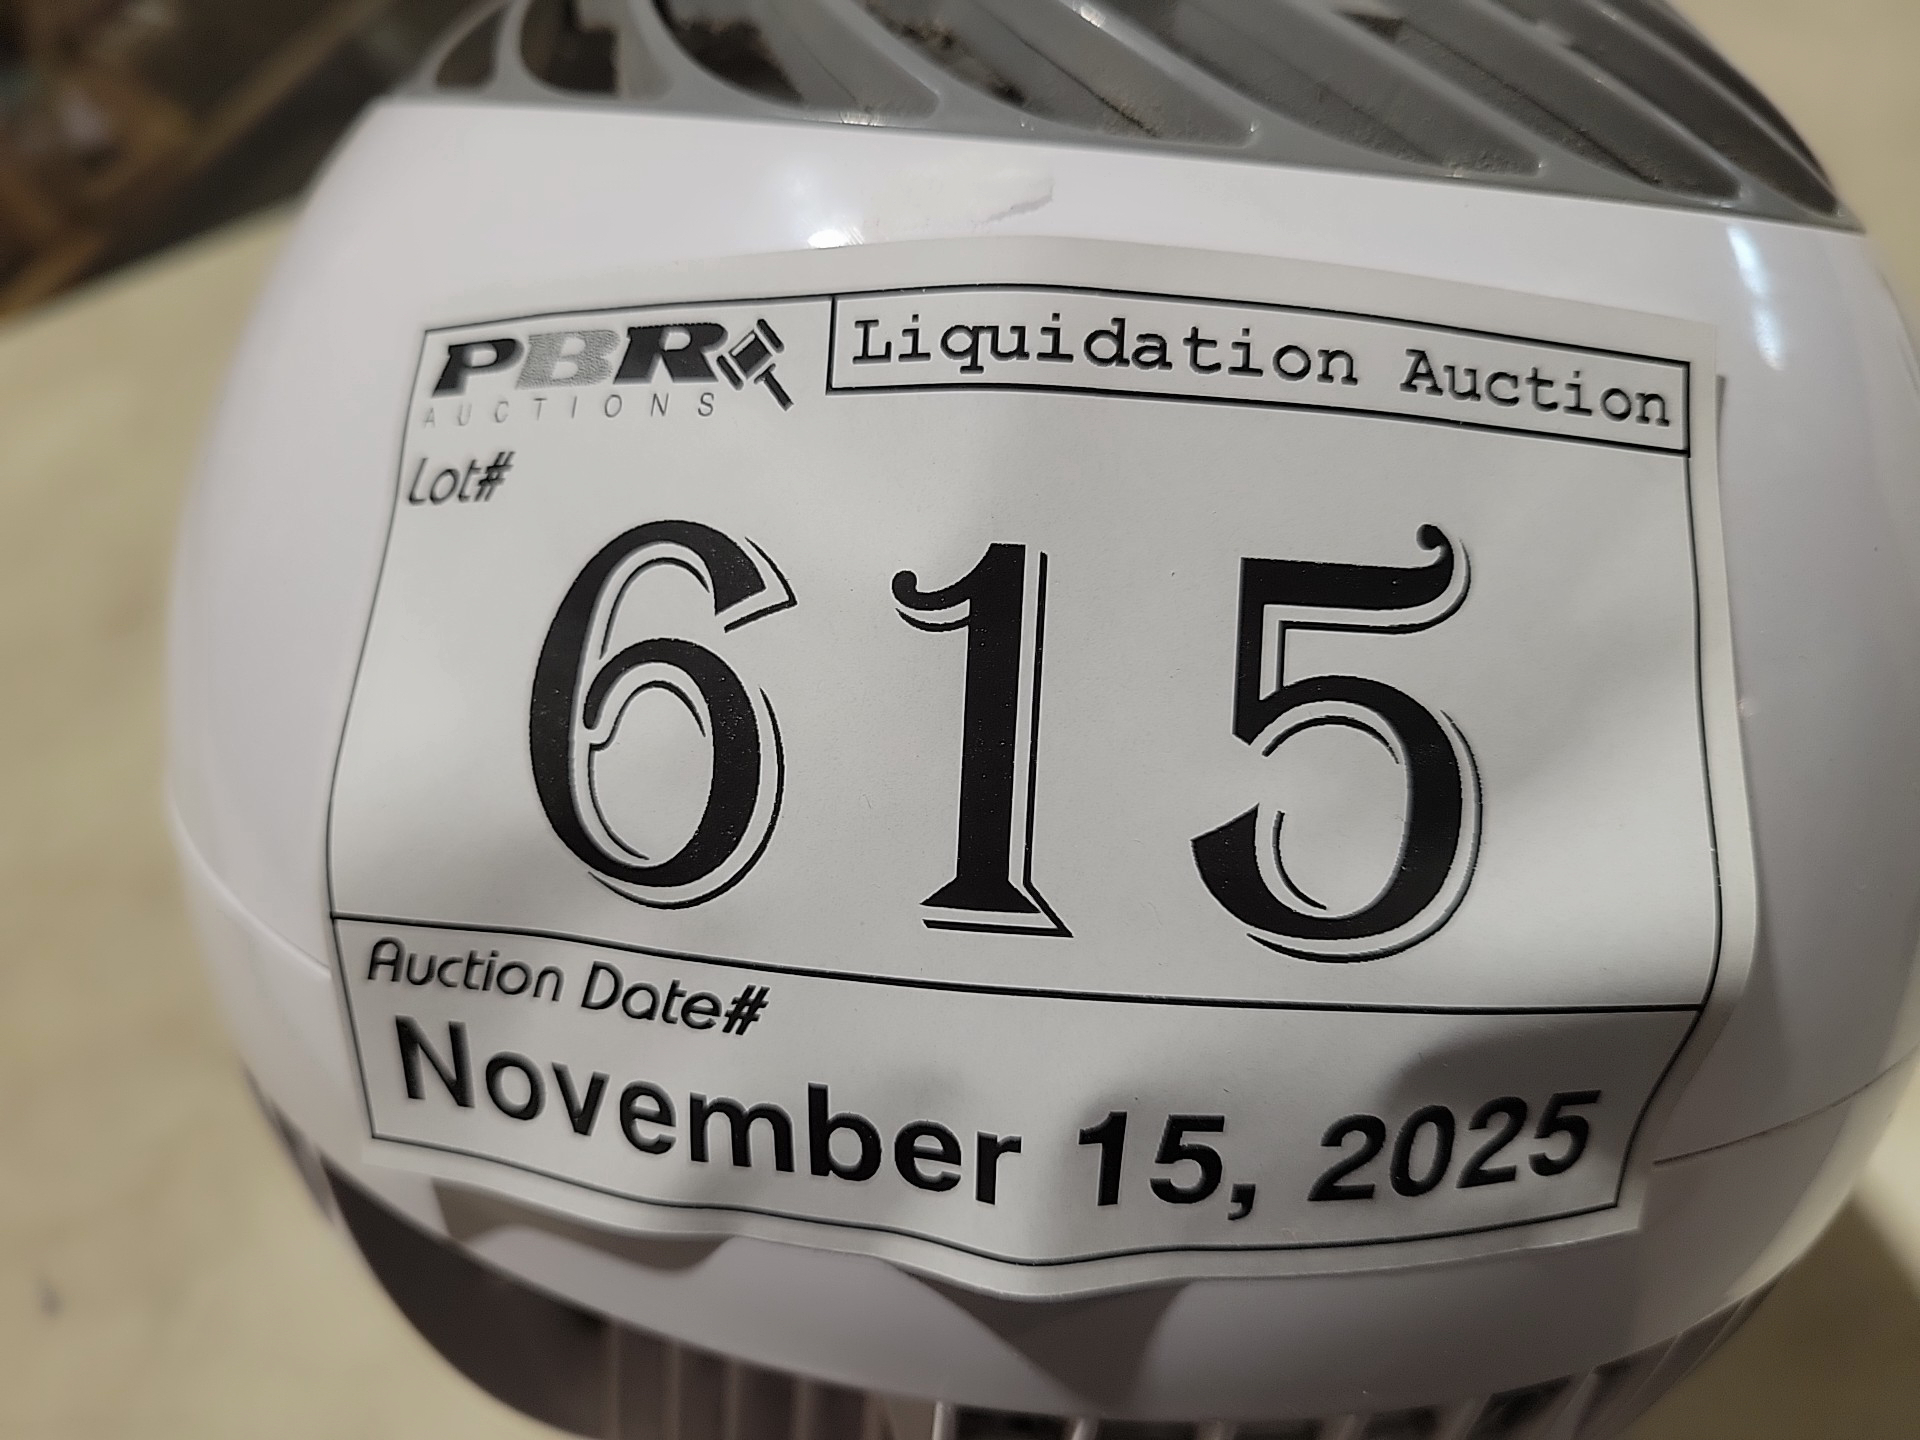 PBR
AUCTIONS
Liquidation Auction
Lot#
615
Auction Date#
November 15, 2025